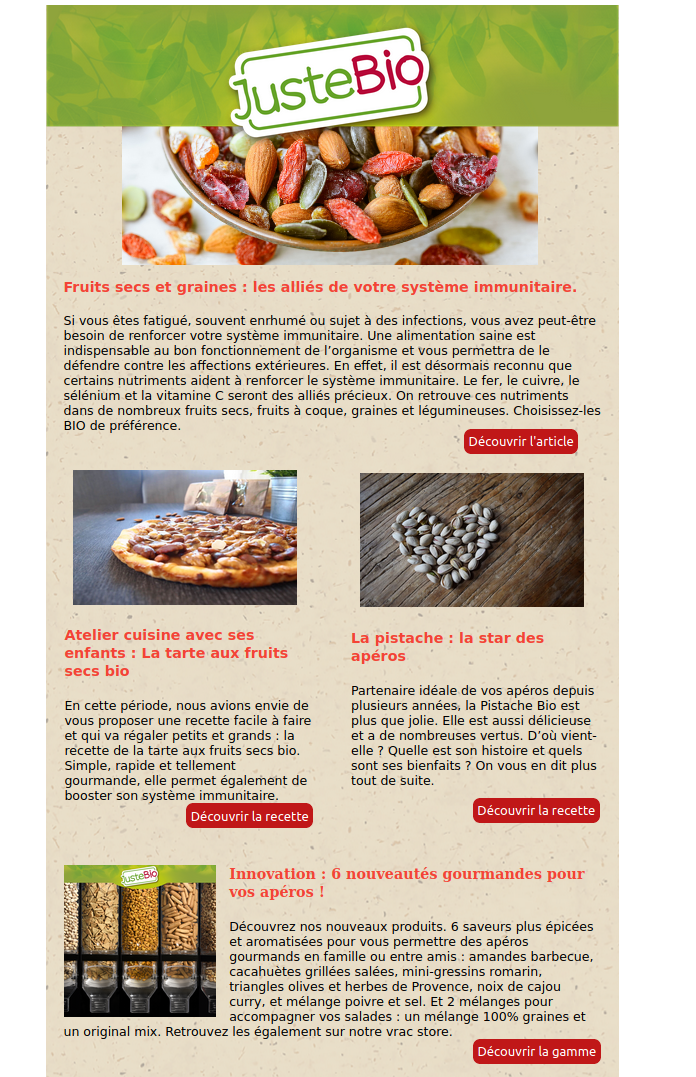 JusteBio
Fruits secs et graines : les alliés de votre système immunitaire.
Si vous êtes fatigué, souvent enrhumé ou sujet à des infections, vous avez peut-être
besoin de renforcer votre système immunitaire. Une alimentation saine est
indispensable au bon fonctionnement de l'organisme et vous permettra de le
défendre contre les affections extérieures. En effet, il est désormais reconnu que
certains nutriments aident à renforcer le système immunitaire. Le fer, le cuivre, le
sélénium et la vitamine C seront des alliés précieux. On retrouve ces nutriments
dans de nombreux fruits secs, fruits à coque, graines et légumineuses. Choisissez-les
BIO de préférence.
Découvrir l'article
Atelier cuisine avec ses
enfants : La tarte aux fruits
secs bio
En cette période, nous avions envie de
vous proposer une recette facile à faire
et qui va régaler petits et grands : la
recette de la tarte aux fruits secs bio.
Simple, rapide et tellement
gourmande, elle permet également de
booster son système immunitaire.
Découvrir la recette
La pistache : la star des
apéros
Partenaire idéale de vos apéros depuis
plusieurs années, la Pistache Bio est
plus que jolie. Elle est aussi délicieuse
et a de nombreuses vertus. D'où vient-
elle ? Quelle est son histoire et quels
sont ses bienfaits ? On vous en dit plus
tout de suite.
Découvrir la recette
JusteBio
Innovation : 6 nouveautés gourmandes pour
vos apéros !
Découvrez nos nouveaux produits. 6 saveurs plus épicées
et aromatisées pour vous permettre des apéros
gourmands en famille ou entre amis : amandes barbecue,
cacahuètes grillées salées, mini-gressins romarin,
triangles olives et herbes de Provence, noix de cajou
curry, et mélange poivre et sel. Et 2 mélanges pour
accompagner vos salades : un mélange 100% graines et
un original mix. Retrouvez les également sur notre vrac store.
Découvrir la gamme